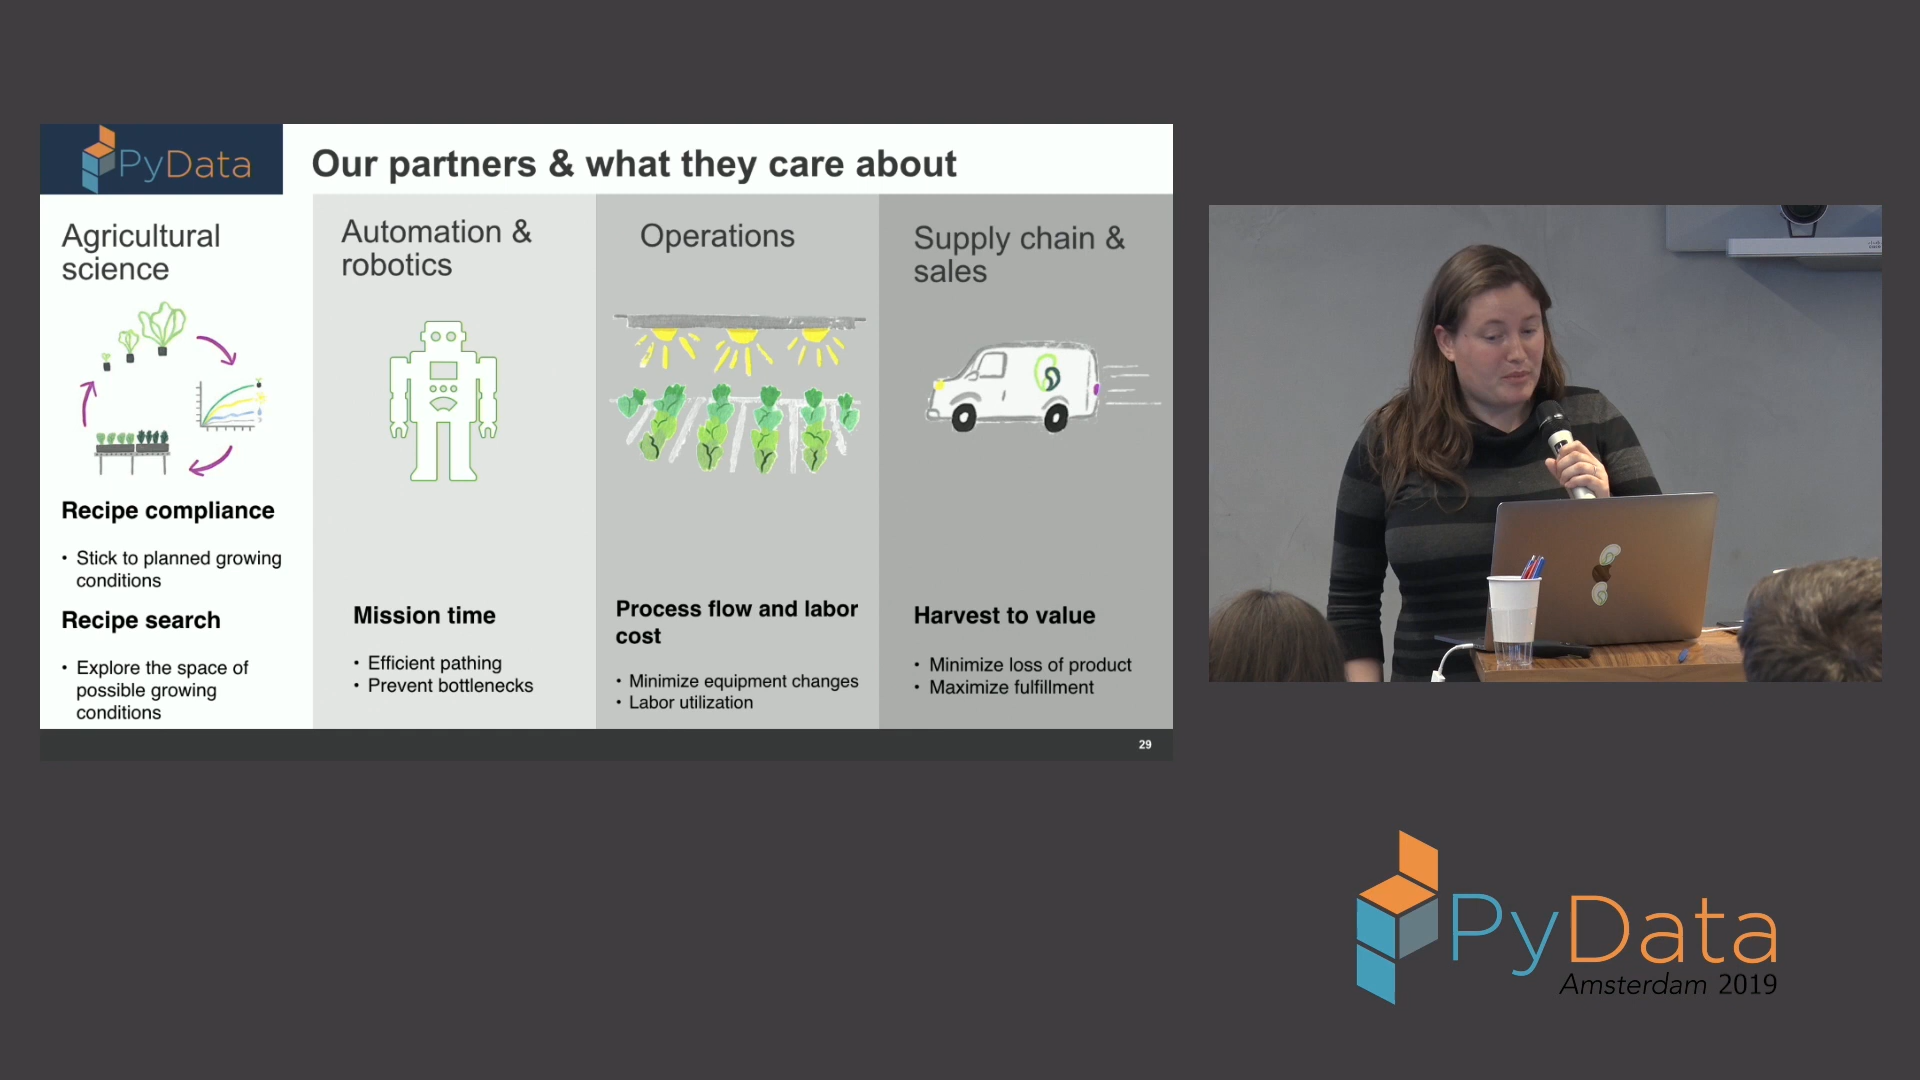 PyData
Our partners & what they care about
Agricultural
science
Recipe compliance
• Stick to planned growing
conditions
Recipe search
• Explore the space of
possible growing
conditions
Automation &
robotics
Mission time
• Efficient pathing
• Prevent bottlenecks
Operations
Process flow and labor
cost
• Minimize equipment changes
• Labor utilization
Supply chain &
sales
Harvest to value
• Minimize loss of product
• Maximize fulfillment
29
PyData
Amsterdam 2019